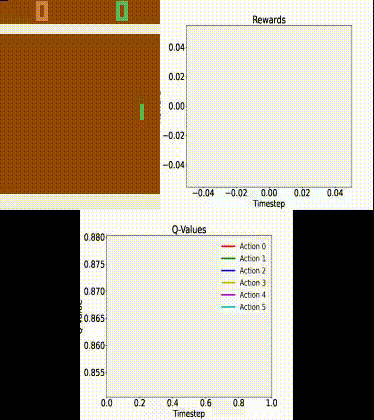 0 0
Rewards
0.04
0.02
0.00
−0.02
−0.04
−0.04 −0.02 0.00 0.02 0.04
Timestep
Q-Values
0.880
0.875
0.870
0.865
0.860
0.855
Action 0
Action 1
Action 2
Action 3
Action 4
Action 5
0.0 0.2 0.4 0.6 0.8 1.0
Timestep